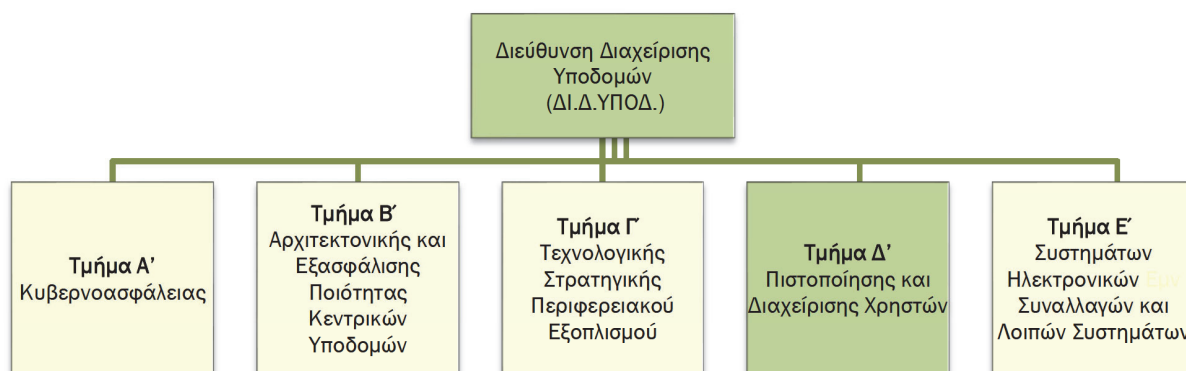 Διεύθυνση Διαχείρισης
Υποδομών
(ΔΙ.Δ.ΥΠΟΔ.)
Τμήμα Α’
Κυβερνοασφάλειας
Τμήμα Β΄
Αρχιτεκτονικής και
Εξασφάλισης
Ποιότητας
Κεντρικών
Υποδομών
Τμήμα Γ΄
Τεχνολογικής
Στρατηγικής
Περιφερειακού
Εξοπλισμού
Τμήμα Δ’
Πιστοποίησης και
Διαχείρισης Χρηστών
Τμήμα Ε΄
Συστημάτων
Ηλεκτρονικών
Συναλλαγών και
Λοιπών Συστημάτων